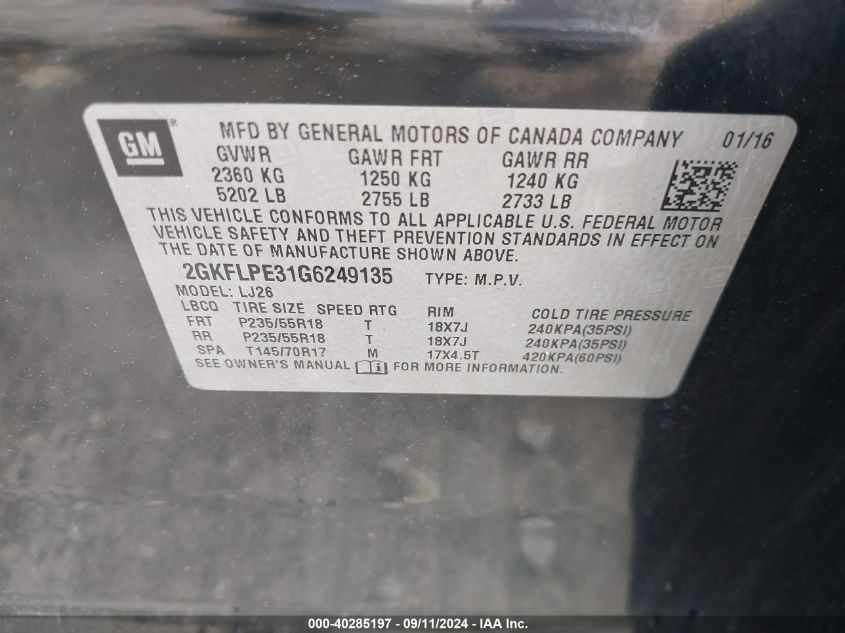 GM ® MFD BY GENERAL MOTORS OF CANADA COMPANY 01/16
GVWR GAWR FRT GAWR RR
2360 KG 1250 KG 1240 KG
5202 LB 2755 LB 2733 LB
THIS VEHICLE CONFORMS TO ALL APPLICABLE U.S. FEDERAL MOTOR
VEHICLE SAFETY AND THEFT PREVENTION STANDARDS IN EFFECT ON
THE DATE OF MANUFACTURE SHOWN ABOVE.
2GKFLPE31G6249135 TYPE: M.P.V.
MODEL: LJ26
LBCQ TIRE SIZE SPEED RTG RIM COLD TIRE PRESSURE
FRT P235/55R18 T 18X7J 240KPA(35PSI)
RR P235/55R18 T 18X7J 240KPA(35PSI)
SPA T145/70R17 M 17X4.5T 420KPA(60PSI)
SEE OWNER'S MANUAL FOR MORE INFORMATION.
000-40285197 - 09/11/2024 - IAA Inc.